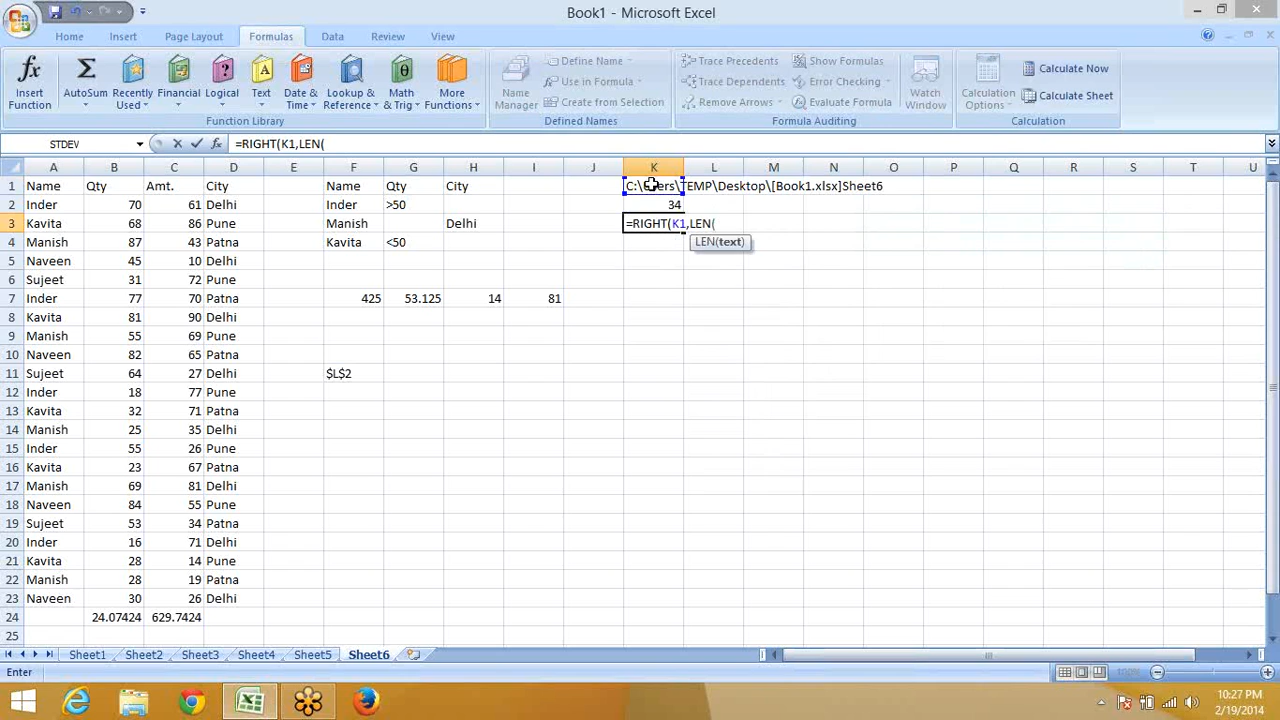 Book1 - Microsoft Excel
Home Insert Page Layout Formulas Data Review View
fx Insert Function
Σ AutoSum
Recently Used
Financial
Logical
A Text
Date & Time
Lookup & Reference
θ Math & Trig
More Functions
Function Library
Name Manager
Define Name
Use in Formula
Create from Selection
Defined Names
Trace Precedents
Trace Dependents
Remove Arrows
Show Formulas
Error Checking
Evaluate Formula
Formula Auditing
Watch Window
Calculation Options
Calculate Now
Calculate Sheet
Calculation
STDEV fx =RIGHT(K1,LEN(
A B C D E F G H I J K L M N O P Q R S T U
1 Name Qty Amt. City Name Qty City C:\Users\TEMP\Desktop\[Book1.xlsx]Sheet6
2 Inder 70 61 Delhi Inder >50 34
3 Kavita 68 86 Pune Manish Delhi =RIGHT(K1,LEN(
4 Manish 87 43 Patna Kavita <50 LEN(text)
5 Naveen 45 10 Delhi
6 Sujeet 31 72 Pune
7 Inder 77 70 Patna 425 53.125 14 81
8 Kavita 81 90 Delhi
9 Manish 55 69 Pune
10 Naveen 82 65 Patna
11 Sujeet 64 27 Delhi $L$2
12 Inder 18 77 Pune
13 Kavita 32 71 Patna
14 Manish 25 35 Delhi
15 Inder 55 26 Pune
16 Kavita 23 67 Patna
17 Manish 69 81 Delhi
18 Naveen 84 55 Pune
19 Sujeet 53 34 Patna
20 Inder 16 71 Delhi
21 Kavita 28 14 Pune
22 Manish 28 19 Patna
23 Naveen 30 26 Delhi
24 24.07424 629.7424
25
Sheet1 Sheet2 Sheet3 Sheet4 Sheet5 Sheet6
Enter 100%
10:27 PM
2/19/2014